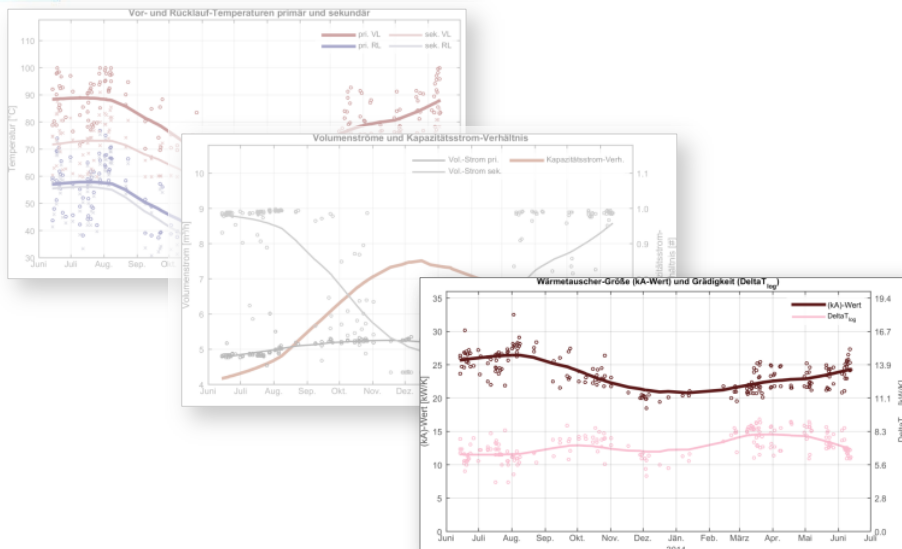 Vor- und Rücklauf-Temperaturen primär und sekundär
pri. VL
sek. VL
pri. RL
sek. RL
Temperatur [°C]
110
100
90
80
70
60
50
40
30
Juni
Juli
Aug.
Sep.
Okt.
Volumenströme und Kapazitätsstrom-Verhältnis
Vol.-Strom pri.
Kapazitätsstrom-Verh.
Vol.-Strom sek.
Volumenstrom [m³/h]
10
9
8
7
6
5
4
1.1
1.0
0.9
Juni
Juli
Aug.
Sep.
Okt.
Nov.
Dez.
Wärmetauscher-Größe (kA-Wert) und Grädigkeit (DeltaT_log)
(kA)-Wert
DeltaT_log
(kA)-Wert [kW/K]
35
30
25
20
15
10
5
0
19.4
16.7
13.9
11.1
8.3
5.6
2.8
0.0
Juni
Juli
Aug.
Sep.
Okt.
Nov.
Dez.
Jän.
Feb.
März
Apr.
Mai
Juni
Juli